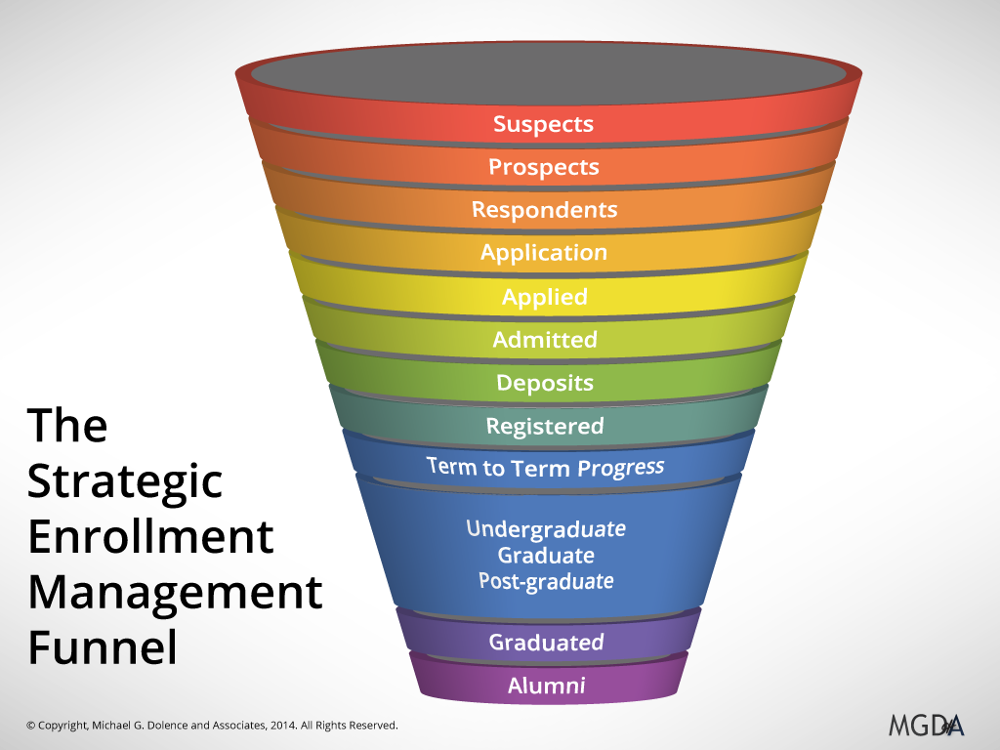 Suspects
Prospects
Respondents
Application
Applied
Admitted
Deposits
Registered
Term to Term Progress
Undergraduate
Graduate
Post-graduate
Graduated
Alumni
The
Strategic
Enrollment
Management
Funnel
© Copyright, Michael G. Dolence and Associates, 2014. All Rights Reserved.
MGDA